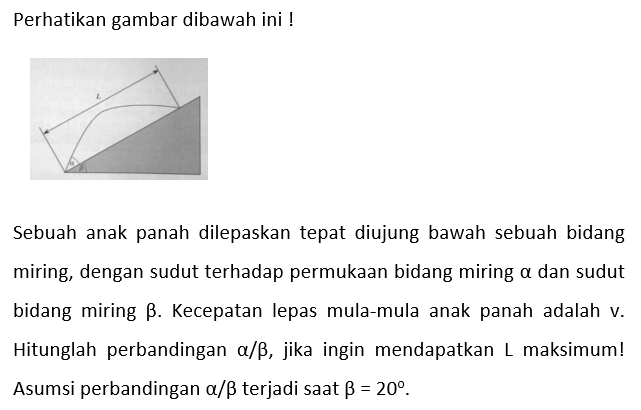 Perhatikan gambar dibawah ini !
L
α
β
Sebuah anak panah dilepaskan tepat diujung bawah sebuah bidang
miring, dengan sudut terhadap permukaan bidang miring α dan sudut
bidang miring β. Kecepatan lepas mula-mula anak panah adalah v.
Hitunglah perbandingan α/β, jika ingin mendapatkan L maksimum!
Asumsi perbandingan α/β terjadi saat β = 20º.